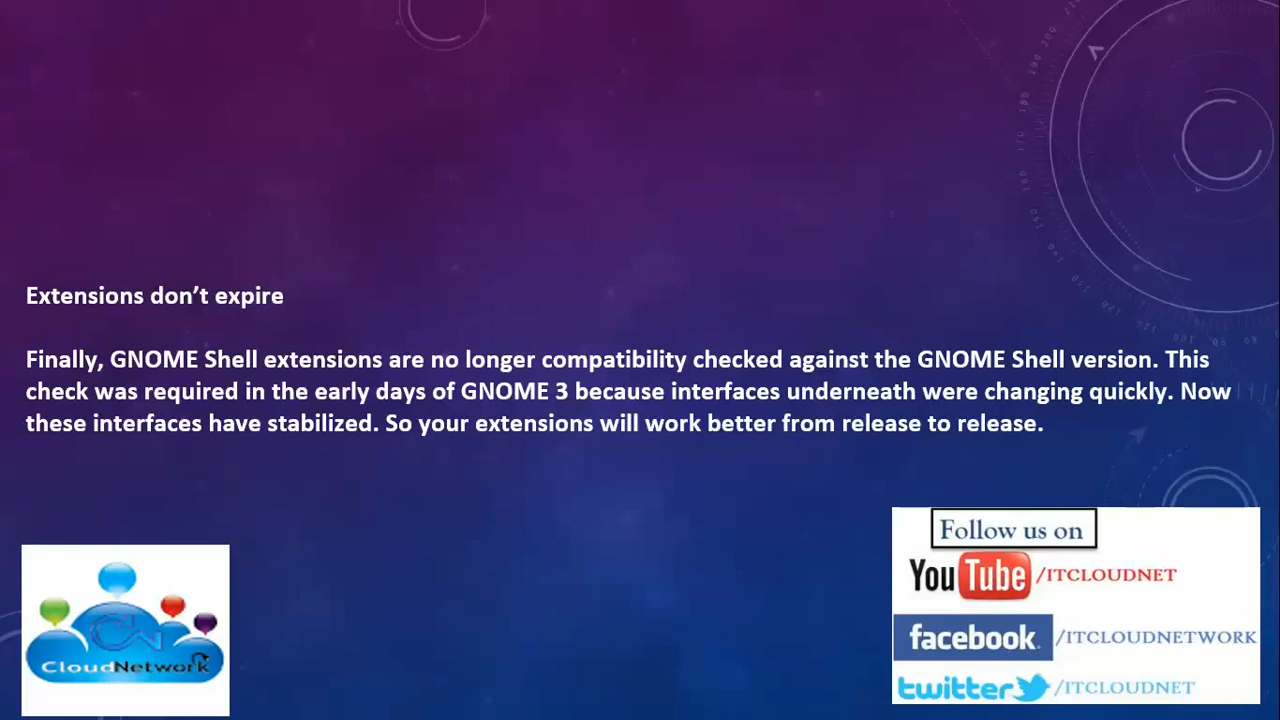 Extensions don’t expire
Finally, GNOME Shell extensions are no longer compatibility checked against the GNOME Shell version. This
check was required in the early days of GNOME 3 because interfaces underneath were changing quickly. Now
these interfaces have stabilized. So your extensions will work better from release to release.
CloudNetwork
Follow us on
YouTube /ITCLOUDNET
facebook /ITCLOUDNETWORK
twitter /ITCLOUDNET